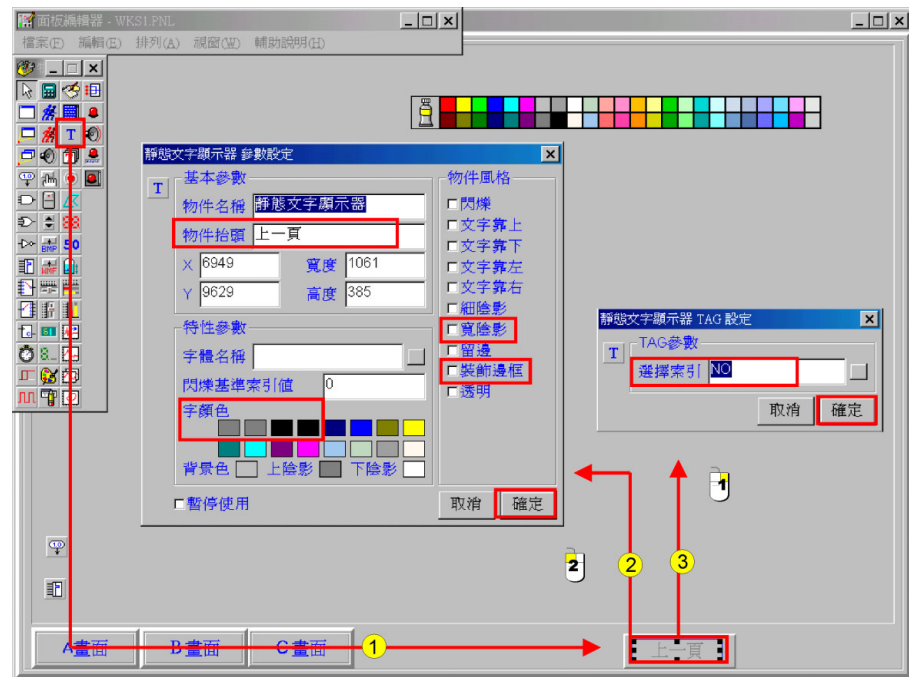 面板編輯器 - WKS1.PNL
檔案(F) 編輯(E) 排列(A) 視窗(W) 輔助說明(H)
T
1.0
BMP 50
WMF
靜態文字顯示器 參數設定
T
基本參數
物件名稱 靜態文字顯示器
物件抬頭 上一頁
X 6949 寬度 1061
Y 9629 高度 385
特性參數
字體名稱
閃爍基準索引值 0
字顏色
背景色 上陰影 下陰影
暫停使用
物件風格
閃爍
文字靠上
文字靠下
文字靠左
文字靠右
細陰影
寬陰影
留邊
裝飾邊框
透明
取消 確定
靜態文字顯示器 TAG 設定
T
TAG參數
選擇索引 NO
取消 確定
1
2
2 3
1.0
A畫面 B畫面 C畫面 1 上一頁